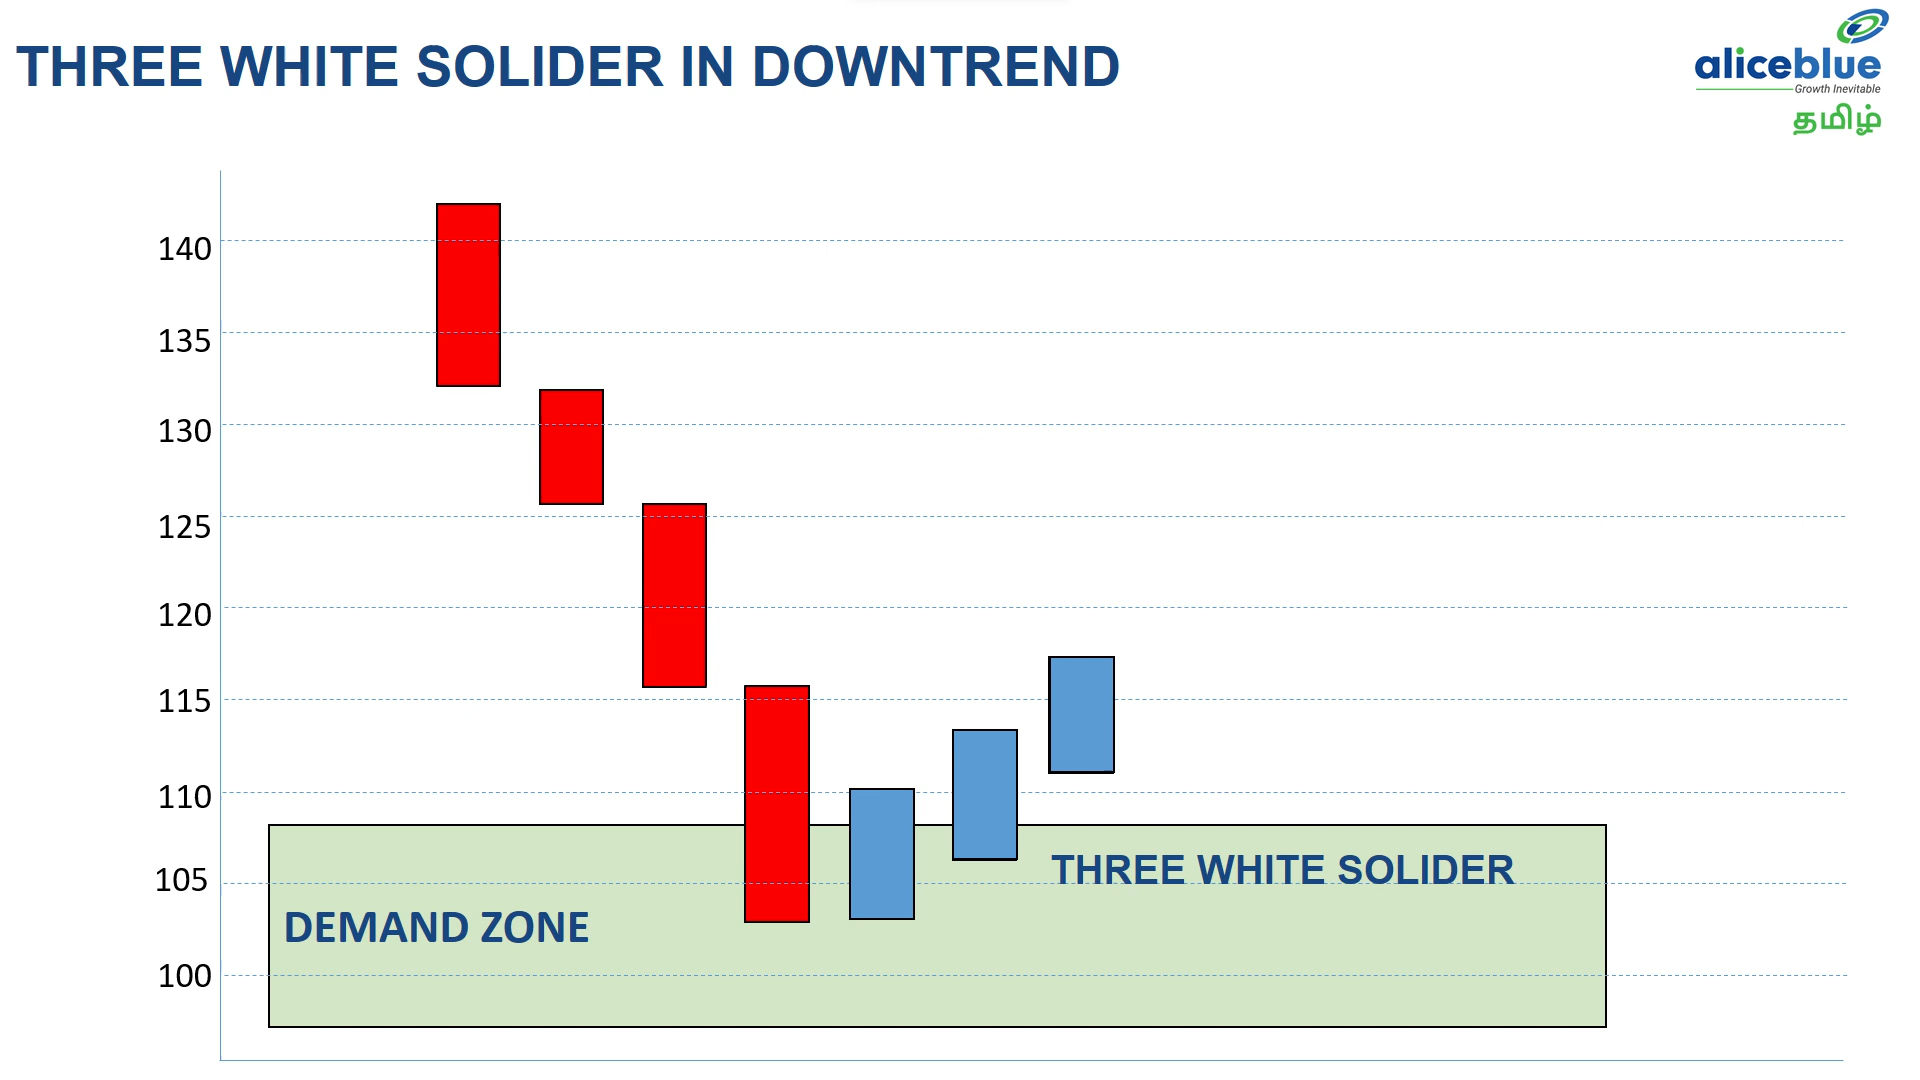 THREE WHITE SOLIDER IN DOWNTREND
aliceblue
Growth Inevitable
தமிழ்
140
135
130
125
120
115
110
105
100
THREE WHITE SOLIDER
DEMAND ZONE